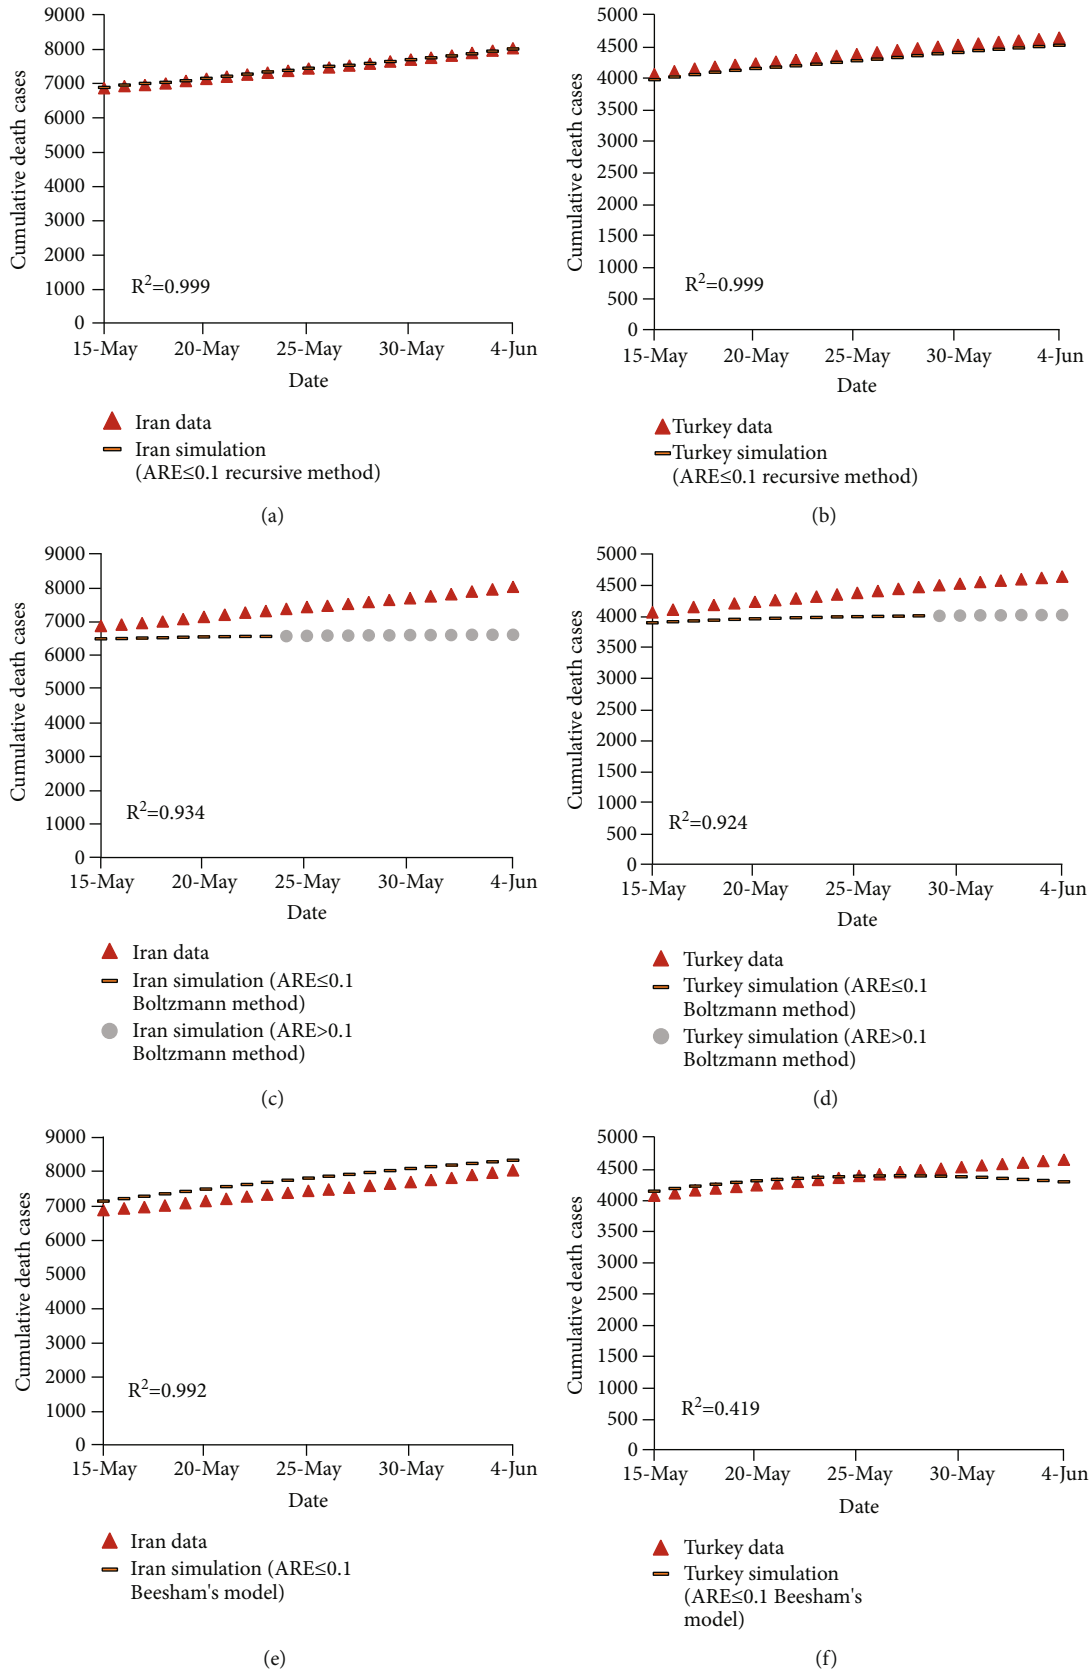 9000
8000
7000
6000
5000
4000
3000
2000
1000
0
Cumulative death cases
R²=0.999
15-May
20-May
25-May
30-May
4-Jun
Date
Iran data
Iran simulation
(ARE≤0.1 recursive method)
(a)
5000
4500
4000
3500
3000
2500
2000
1500
1000
500
0
Cumulative death cases
R²=0.999
15-May
20-May
25-May
30-May
4-Jun
Date
Turkey data
Turkey simulation
(ARE≤0.1 recursive method)
(b)
9000
8000
7000
6000
5000
4000
3000
2000
1000
0
Cumulative death cases
R²=0.934
15-May
20-May
25-May
30-May
4-Jun
Date
Iran data
Iran simulation (ARE≤0.1
Boltzmann method)
Iran simulation (ARE>0.1
Boltzmann method)
(c)
5000
4500
4000
3500
3000
2500
2000
1500
1000
500
0
Cumulative death cases
R²=0.924
15-May
20-May
25-May
30-May
4-Jun
Date
Turkey data
Turkey simulation (ARE≤0.1
Boltzmann method)
Turkey simulation (ARE>0.1
Boltzmann method)
(d)
9000
8000
7000
6000
5000
4000
3000
2000
1000
0
Cumulative death cases
R²=0.992
15-May
20-May
25-May
30-May
4-Jun
Date
Iran data
Iran simulation (ARE≤0.1
Beesham's model)
(e)
5000
4500
4000
3500
3000
2500
2000
1500
1000
500
0
Cumulative death cases
R²=0.419
15-May
20-May
25-May
30-May
4-Jun
Date
Turkey data
Turkey simulation
(ARE≤0.1 Beesham's
model)
(f)